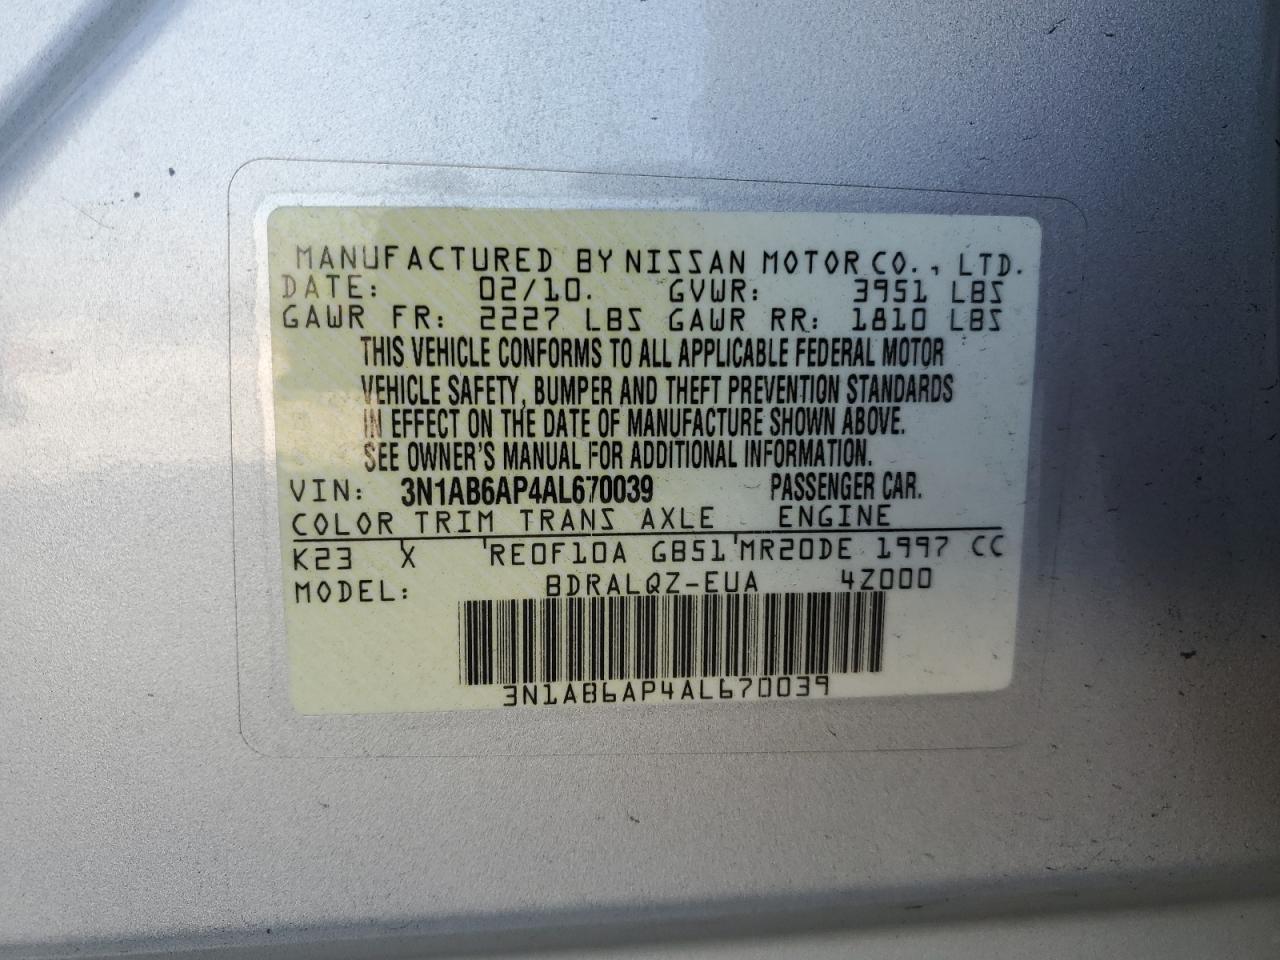 MANUFACTURED BY NISSAN MOTOR CO., LTD.
DATE: 02/10. GVWR: 3951 LBS
GAWR FR: 2227 LBS GAWR RR: 1810 LBS
THIS VEHICLE CONFORMS TO ALL APPLICABLE FEDERAL MOTOR
VEHICLE SAFETY, BUMPER AND THEFT PREVENTION STANDARDS
IN EFFECT ON THE DATE OF MANUFACTURE SHOWN ABOVE.
SEE OWNER'S MANUAL FOR ADDITIONAL INFORMATION.
VIN: 3N1AB6AP4AL670039 PASSENGER CAR.
COLOR TRIM TRANS AXLE ENGINE
K23 X 'RE0F10A GB51'MR20DE 1997 CC
MODEL: BDRALQZ-EUA 4Z000
3N1AB6AP4AL670039